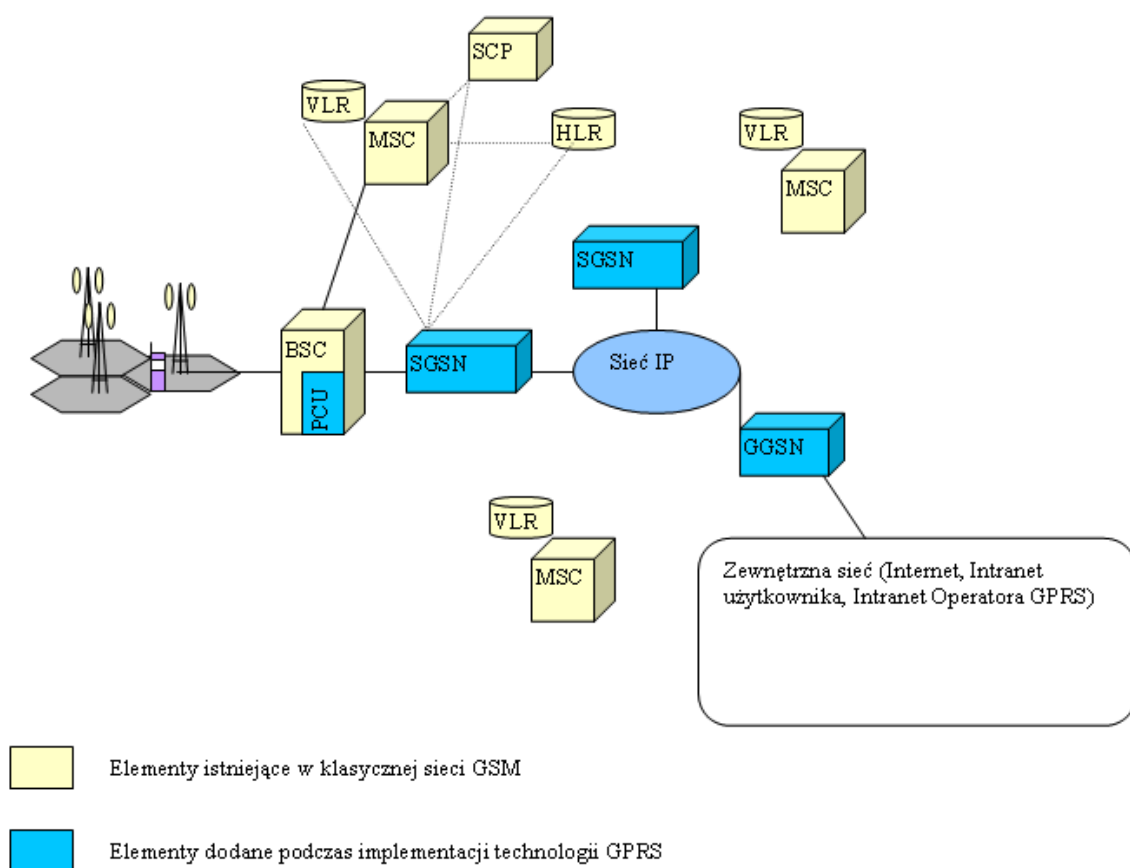 SCP
VLR
MSC
HLR
VLR
MSC
SGSN
BSC
PCU
SGSN
Sieć IP
GGSN
VLR
MSC
Zewnętrzna sieć (Internet, Intranet
użytkownika, Intranet Operatora GPRS)
Elementy istniejące w klasycznej sieci GSM
Elementy dodane podczas implementacji technologii GPRS